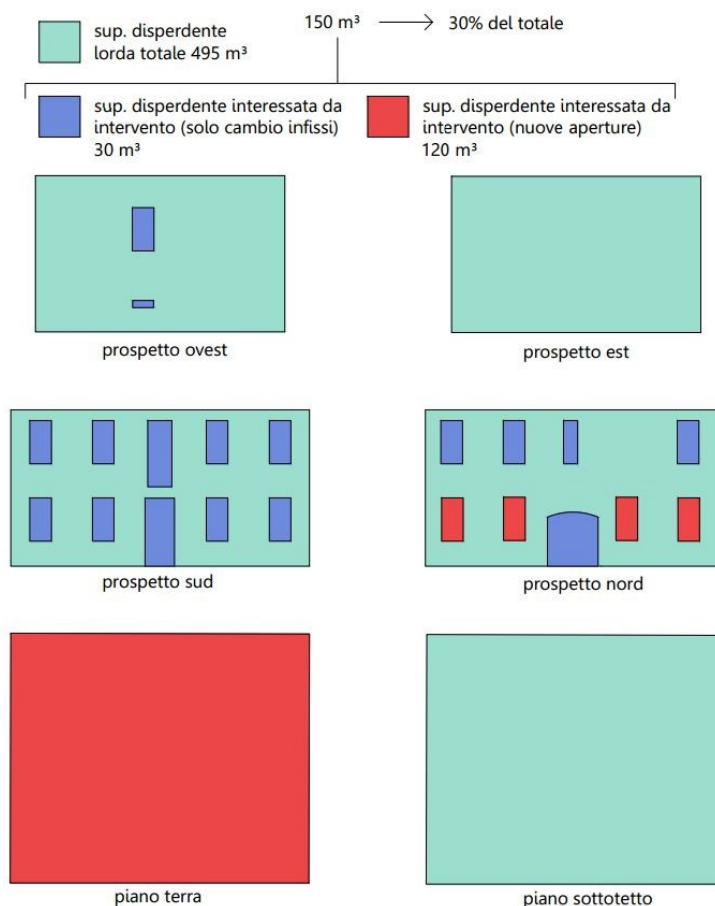 sup. disperdente
lorda totale 495 m³
150 m³
30% del totale
sup. disperdente interessata da
intervento (solo cambio infissi)
30 m³
sup. disperdente interessata da
intervento (nuove aperture)
120 m³
prospetto ovest
prospetto est
prospetto sud
prospetto nord
piano terra
piano sottotetto